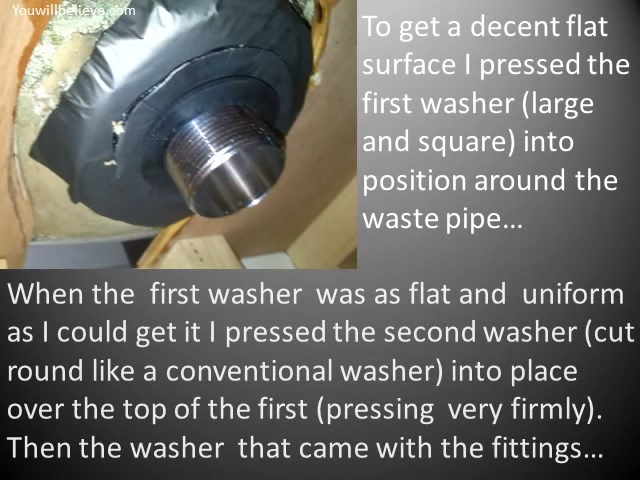 Youwillbelieve.com
To get a decent flat
surface I pressed the
first washer (large
and square) into
position around the
waste pipe…
When the first washer was as flat and uniform
as I could get it I pressed the second washer (cut
round like a conventional washer) into place
over the top of the first (pressing very firmly).
Then the washer that came with the fittings…